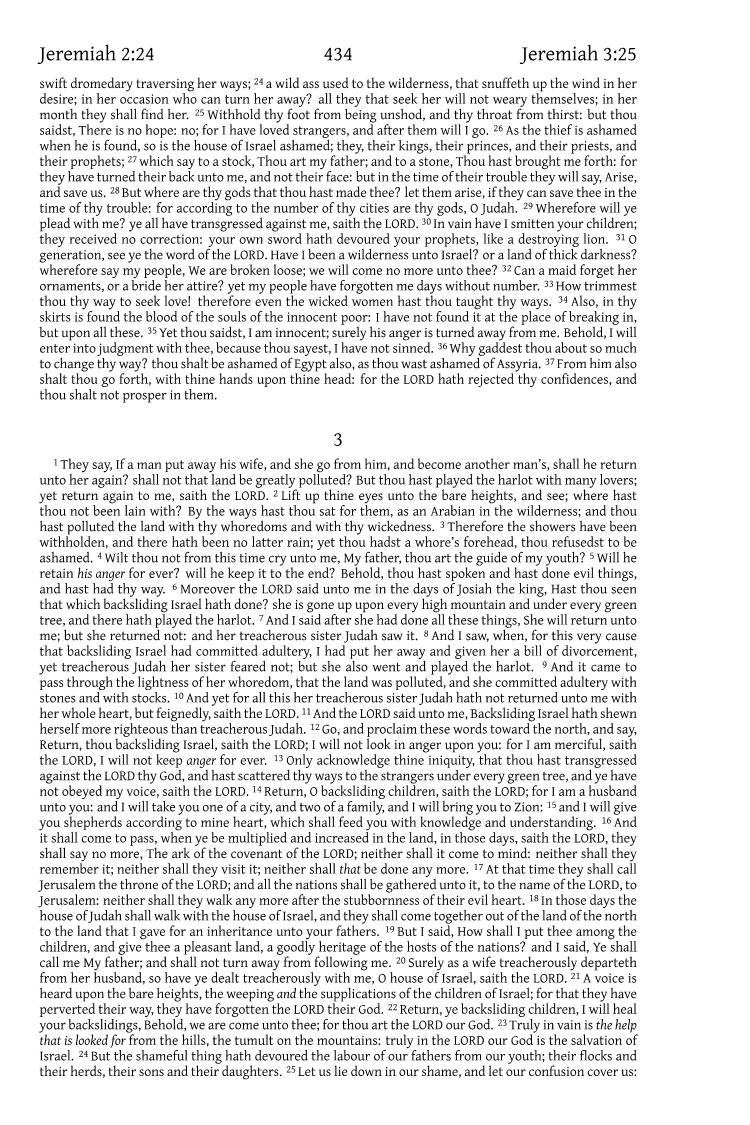 Jeremiah 2:24 434 Jeremiah 3:25
swift dromedary traversing her ways; 24 a wild ass used to the wilderness, that snuffeth up the wind in her
desire; in her occasion who can turn her away? all they that seek her will not weary themselves; in her
month they shall find her. 25 Withhold thy foot from being unshod, and thy throat from thirst: but thou
saidst, There is no hope: no; for I have loved strangers, and after them will I go. 26 As the thief is ashamed
when he is found, so is the house of Israel ashamed; they, their kings, their princes, and their priests, and
their prophets; 27 which say to a stock, Thou art my father; and to a stone, Thou hast brought me forth: for
they have turned their back unto me, and not their face: but in the time of their trouble they will say, Arise,
and save us. 28 But where are thy gods that thou hast made thee? let them arise, if they can save thee in the
time of thy trouble: for according to the number of thy cities are thy gods, O Judah. 29 Wherefore will ye
plead with me? ye all have transgressed against me, saith the LORD. 30 In vain have I smitten your children;
they received no correction: your own sword hath devoured your prophets, like a destroying lion. 31 O
generation, see ye the word of the LORD. Have I been a wilderness unto Israel? or a land of thick darkness?
wherefore say my people, We are broken loose; we will come no more unto thee? 32 Can a maid forget her
ornaments, or a bride her attire? yet my people have forgotten me days without number. 33 How trimmest
thou thy way to seek love! therefore even the wicked women hast thou taught thy ways. 34 Also, in thy
skirts is found the blood of the souls of the innocent poor: I have not found it at the place of breaking in,
but upon all these. 35 Yet thou saidst, I am innocent; surely his anger is turned away from me. Behold, I will
enter into judgment with thee, because thou sayest, I have not sinned. 36 Why gaddest thou about so much
to change thy way? thou shalt be ashamed of Egypt also, as thou wast ashamed of Assyria. 37 From him also
shalt thou go forth, with thine hands upon thine head: for the LORD hath rejected thy confidences, and
thou shalt not prosper in them.
3
1 They say, If a man put away his wife, and she go from him, and become another man's, shall he return
unto her again? shall not that land be greatly polluted? But thou hast played the harlot with many lovers;
yet return again to me, saith the LORD. 2 Lift up thine eyes unto the bare heights, and see; where hast
thou not been lain with? By the ways hast thou sat for them, as an Arabian in the wilderness; and thou
hast polluted the land with thy whoredoms and with thy wickedness. 3 Therefore the showers have been
withholden, and there hath been no latter rain; yet thou hadst a whore's forehead, thou refusedst to be
ashamed. 4 Wilt thou not from this time cry unto me, My father, thou art the guide of my youth? 5 Will he
retain his anger for ever? will he keep it to the end? Behold, thou hast spoken and hast done evil things,
and hast had thy way. 6 Moreover the LORD said unto me in the days of Josiah the king, Hast thou seen
that which backsliding Israel hath done? she is gone up upon every high mountain and under every green
tree, and there hath played the harlot. 7 And I said after she had done all these things, She will return unto
me; but she returned not: and her treacherous sister Judah saw it. 8 And I saw, when, for this very cause
that backsliding Israel had committed adultery, I had put her away and given her a bill of divorcement,
yet treacherous Judah her sister feared not; but she also went and played the harlot. 9 And it came to
pass through the lightness of her whoredom, that the land was polluted, and she committed adultery with
stones and with stocks. 10 And yet for all this her treacherous sister Judah hath not returned unto me with
her whole heart, but feignedly, saith the LORD. 11 And the LORD said unto me, Backsliding Israel hath shewn
herself more righteous than treacherous Judah. 12 Go, and proclaim these words toward the north, and say,
Return, thou backsliding Israel, saith the LORD; I will not look in anger upon you: for I am merciful, saith
the LORD, I will not keep anger for ever. 13 Only acknowledge thine iniquity, that thou hast transgressed
against the LORD thy God, and hast scattered thy ways to the strangers under every green tree, and ye have
not obeyed my voice, saith the LORD. 14 Return, O backsliding children, saith the LORD; for I am a husband
unto you: and I will take you one of a city, and two of a family, and I will bring you to Zion: 15 and I will give
you shepherds according to mine heart, which shall feed you with knowledge and understanding. 16 And
it shall come to pass, when ye be multiplied and increased in the land, in those days, saith the LORD, they
shall say no more, The ark of the covenant of the LORD; neither shall it come to mind: neither shall they
remember it; neither shall they visit it; neither shall that be done any more. 17 At that time they shall call
Jerusalem the throne of the LORD; and all the nations shall be gathered unto it, to the name of the LORD, to
Jerusalem: neither shall they walk any more after the stubbornness of their evil heart. 18 In those days the
house of Judah shall walk with the house of Israel, and they shall come together out of the land of the north
to the land that I gave for an inheritance unto your fathers. 19 But I said, How shall I put thee among the
children, and give thee a pleasant land, a goodly heritage of the hosts of the nations? and I said, Ye shall
call me My father; and shall not turn away from following me. 20 Surely as a wife treacherously departeth
from her husband, so have ye dealt treacherously with me, O house of Israel, saith the LORD. 21 A voice is
heard upon the bare heights, the weeping and the supplications of the children of Israel; for that they have
perverted their way, they have forgotten the LORD their God. 22 Return, ye backsliding children, I will heal
your backslidings, Behold, we are come unto thee; for thou art the LORD our God. 23 Truly in vain is the help
that is looked for from the hills, the tumult on the mountains: truly in the LORD our God is the salvation of
Israel. 24 But the shameful thing hath devoured the labour of our fathers from our youth; their flocks and
their herds, their sons and their daughters. 25 Let us lie down in our shame, and let our confusion cover us: